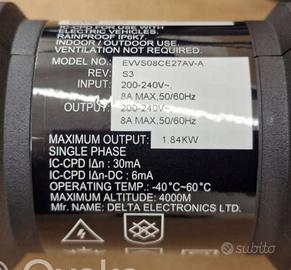 IC-CPD FOR USE WITH
ELECTRIC VEHICLES.
RAINPROOF IP6K7
INDOOR / OUTDOOR USE.
VENTILATION NOT REQUIRED.
MODEL NO.: EVVS08CE27AV-A
REV: S3
INPUT: 200-240V~,
8A MAX,50/60Hz
OUTPUT: 200-240V~,
8A MAX,50/60Hz
MAXIMUM OUTPUT: 1.84KW
SINGLE PHASE
IC-CPD IΔn: 30mA
IC-CPD IΔn-DC: 6mA
OPERATING TEMP.: -40°C~60°C
MAXIMUM ALTITUDE: 4000M
Mfr. NAME: DELTA ELECTRONICS LTD.
subito